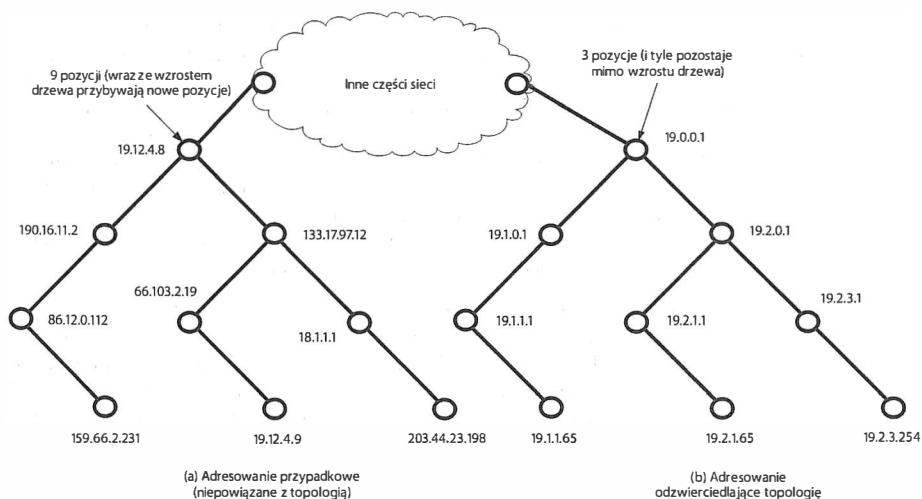 9 pozycji (wraz ze wzrostem
drzewa przybywają nowe pozycje)
Inne części sieci
3 pozycje (i tyle pozostaje
mimo wzrostu drzewa)
19.12.4.8
19.0.0.1
190.16.11.2
133.17.97.12
19.1.0.1
19.2.0.1
66.103.2.19
86.12.0.112
18.1.1.1
19.1.1.1
19.2.1.1
19.2.3.1
159.66.2.231
19.12.4.9
203.44.23.198
19.1.1.65
19.2.1.65
19.2.3.254
(a) Adresowanie przypadkowe
(niepowiązane z topologią)
(b) Adresowanie
odzwierciedlające topologię